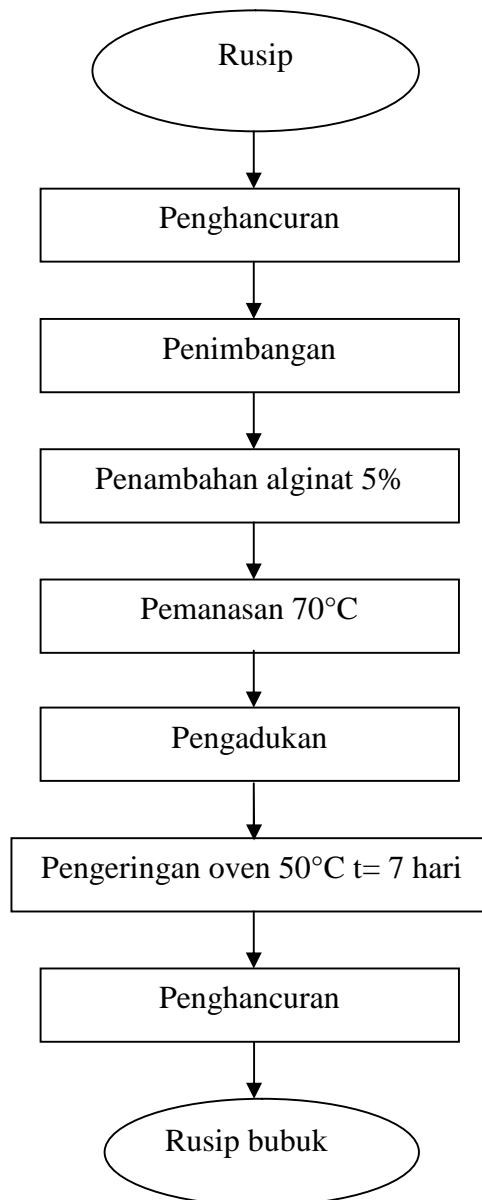 Rusip
Penghancuran
Penimbangan
Penambahan alginat 5%
Pemanasan 70°C
Pengadukan
Pengeringan oven 50°C t= 7 hari
Penghancuran
Rusip bubuk